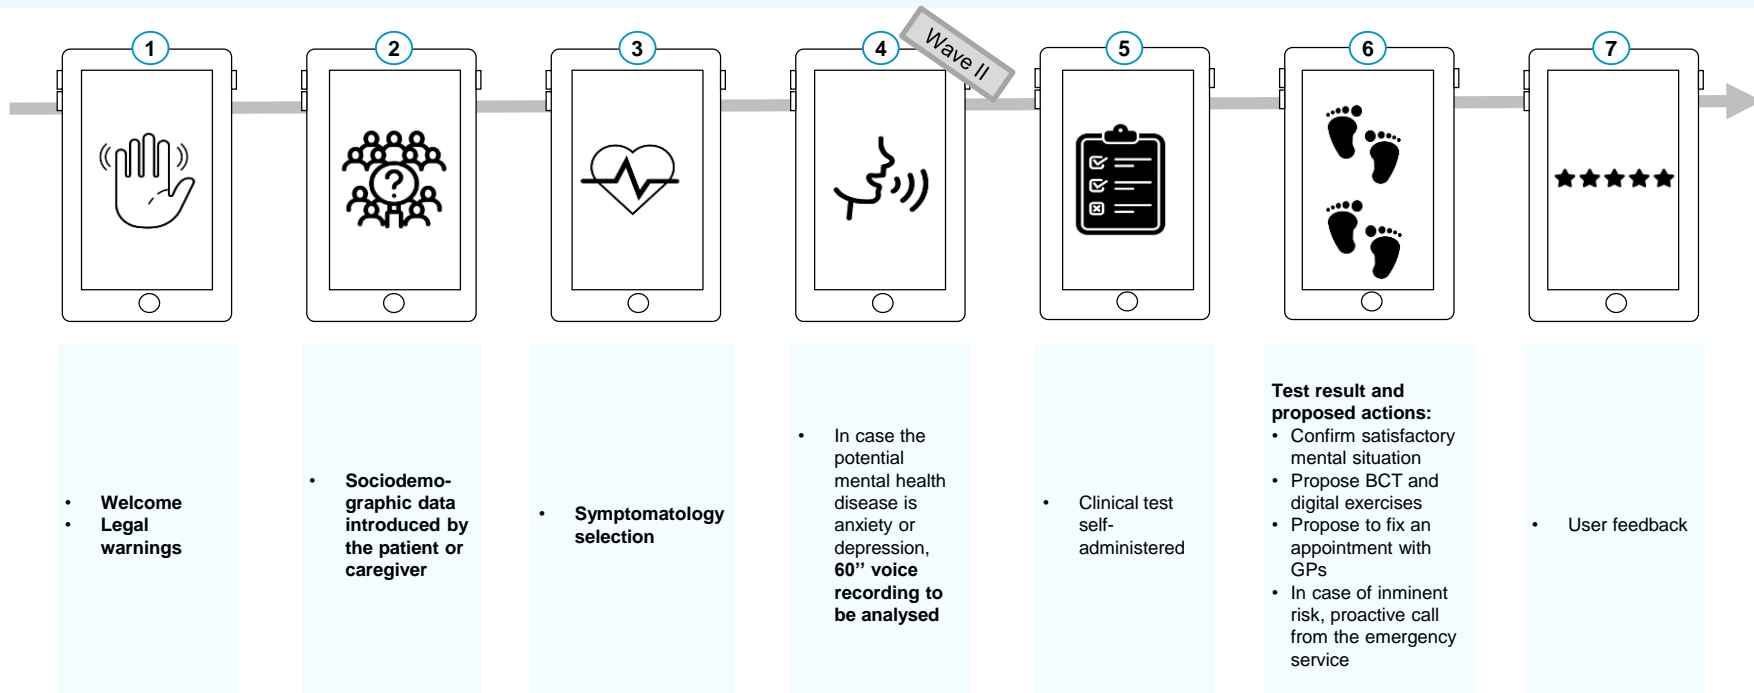 1
2
3
4
Wave II
5
6
7
?
• Welcome
• Legal
warnings
• Sociodemo-
graphic data
introduced by
the patient or
caregiver
• Symptomatology
selection
• In case the
potential
mental health
disease is
anxiety or
depression,
60’’ voice
recording to
be analysed
• Clinical test
self-
administered
Test result and
proposed actions:
• Confirm satisfactory
mental situation
• Propose BCT and
digital exercises
• Propose to fix an
appointment with
GPs
• In case of inminent
risk, proactive call
from the emergency
service
• User feedback